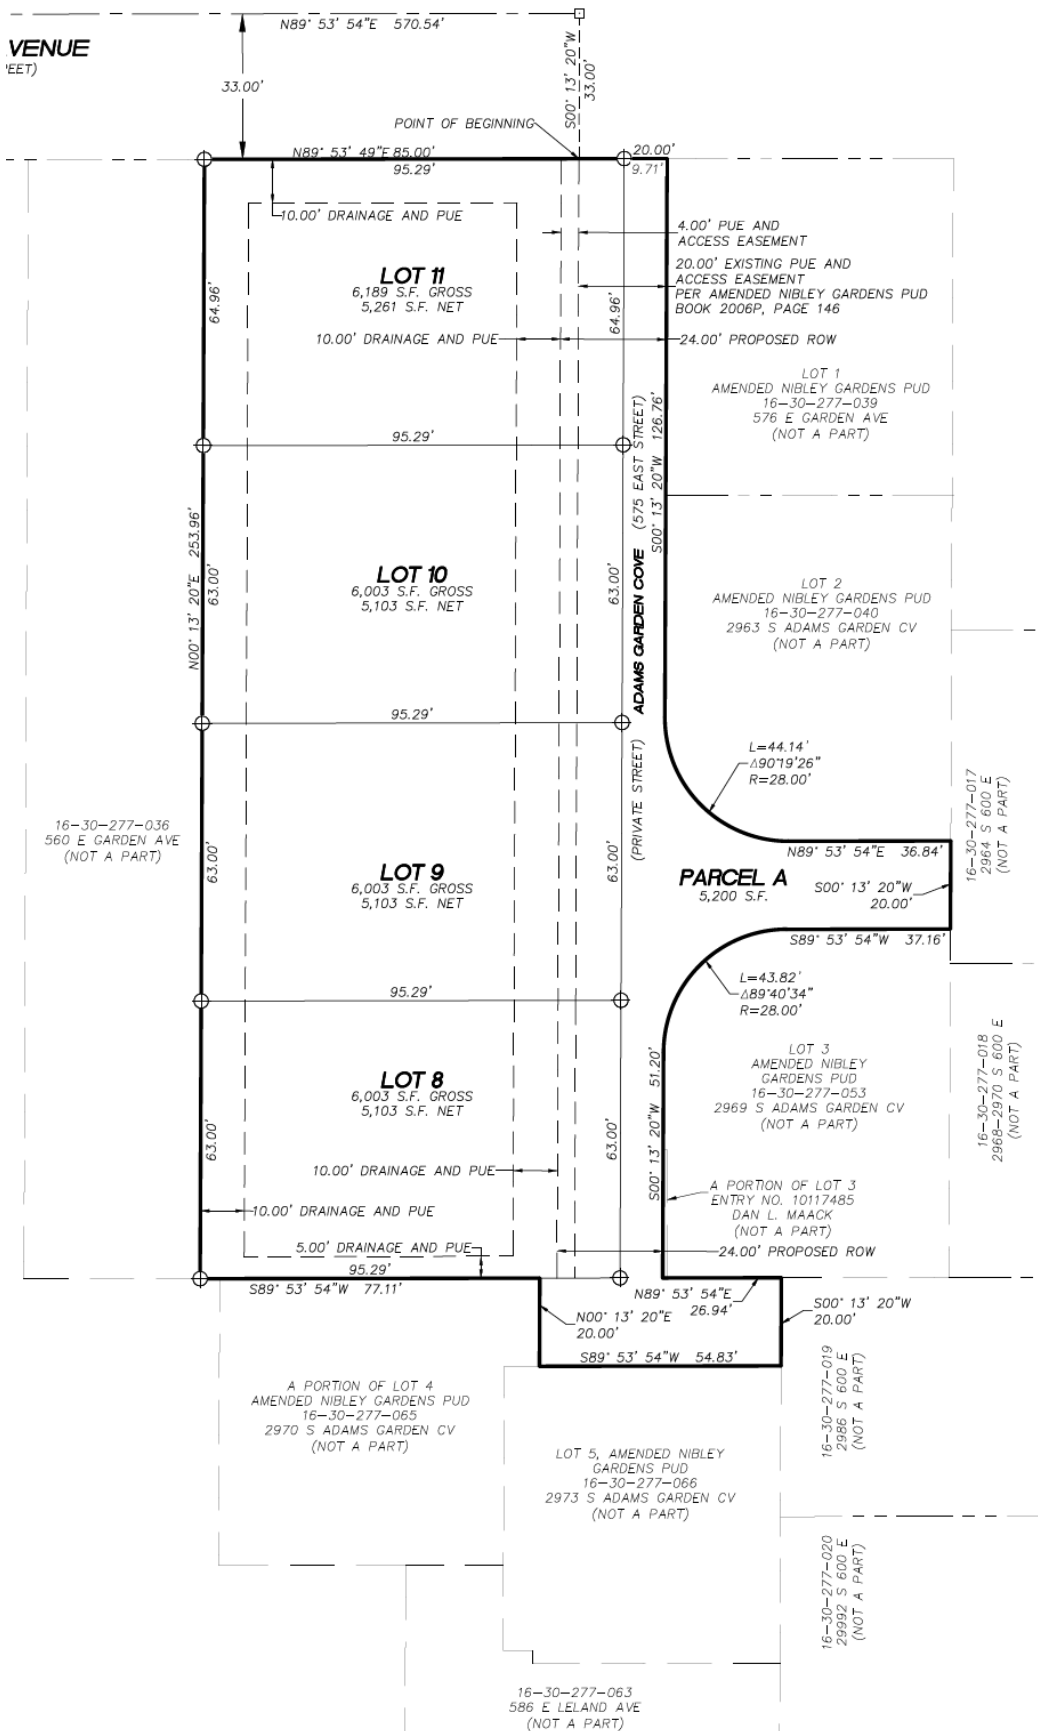 N89° 53' 54"E 570.54'
VENUE
EET)
33.00'
S00° 13' 20"W
33.00'
POINT OF BEGINNING
N89° 53' 49"E 85.00'
20.00'
95.29'
9.71'
10.00' DRAINAGE AND PUE
4.00' PUE AND
ACCESS EASEMENT
20.00' EXISTING PUE AND
ACCESS EASEMENT
PER AMENDED NIBLEY GARDENS PUD
BOOK 2006P, PAGE 146
LOT 11
6,189 S.F. GROSS
5,261 S.F. NET
64.96'
64.96'
10.00' DRAINAGE AND PUE
24.00' PROPOSED ROW
LOT 1
AMENDED NIBLEY GARDENS PUD
16-30-277-039
576 E GARDEN AVE
(NOT A PART)
95.29'
S00° 13' 20"W 126.76'
ADAMS GARDEN COVE (575 EAST STREET)
(PRIVATE STREET)
N00° 13' 20"E 253.96'
63.00'
LOT 10
6,003 S.F. GROSS
5,103 S.F. NET
63.00'
LOT 2
AMENDED NIBLEY GARDENS PUD
16-30-277-040
2963 S ADAMS GARDEN CV
(NOT A PART)
95.29'
L=44.14'
Δ90°19'26"
R=28.00'
16-30-277-017
2964 S 600 E
(NOT A PART)
16-30-277-036
560 E GARDEN AVE
(NOT A PART)
63.00'
LOT 9
6,003 S.F. GROSS
5,103 S.F. NET
63.00'
N89° 53' 54"E 36.84'
PARCEL A
5,200 S.F.
S00° 13' 20"W
20.00'
S89° 53' 54"W 37.16'
95.29'
L=43.82'
Δ89°40'34"
R=28.00'
LOT 3
AMENDED NIBLEY
GARDENS PUD
16-30-277-053
2969 S ADAMS GARDEN CV
(NOT A PART)
16-30-277-018
2968-2970 S 600 E
(NOT A PART)
LOT 8
6,003 S.F. GROSS
5,103 S.F. NET
63.00'
63.00'
S00° 13' 20"W 51.20'
10.00' DRAINAGE AND PUE
A PORTION OF LOT 3
ENTRY NO. 10117485
DAN L. MAACK
(NOT A PART)
10.00' DRAINAGE AND PUE
5.00' DRAINAGE AND PUE
24.00' PROPOSED ROW
95.29'
S89° 53' 54"W 77.11'
N89° 53' 54"E
26.94'
N00° 13' 20"E
20.00'
S00° 13' 20"W
20.00'
S89° 53' 54"W 54.83'
A PORTION OF LOT 4
AMENDED NIBLEY GARDENS PUD
16-30-277-065
2970 S ADAMS GARDEN CV
(NOT A PART)
16-30-277-019
2986 S 600 E
(NOT A PART)
LOT 5, AMENDED NIBLEY
GARDENS PUD
16-30-277-066
2973 S ADAMS GARDEN CV
(NOT A PART)
16-30-277-020
29992 S 600 E
(NOT A PART)
16-30-277-063
586 E LELAND AVE
(NOT A PART)